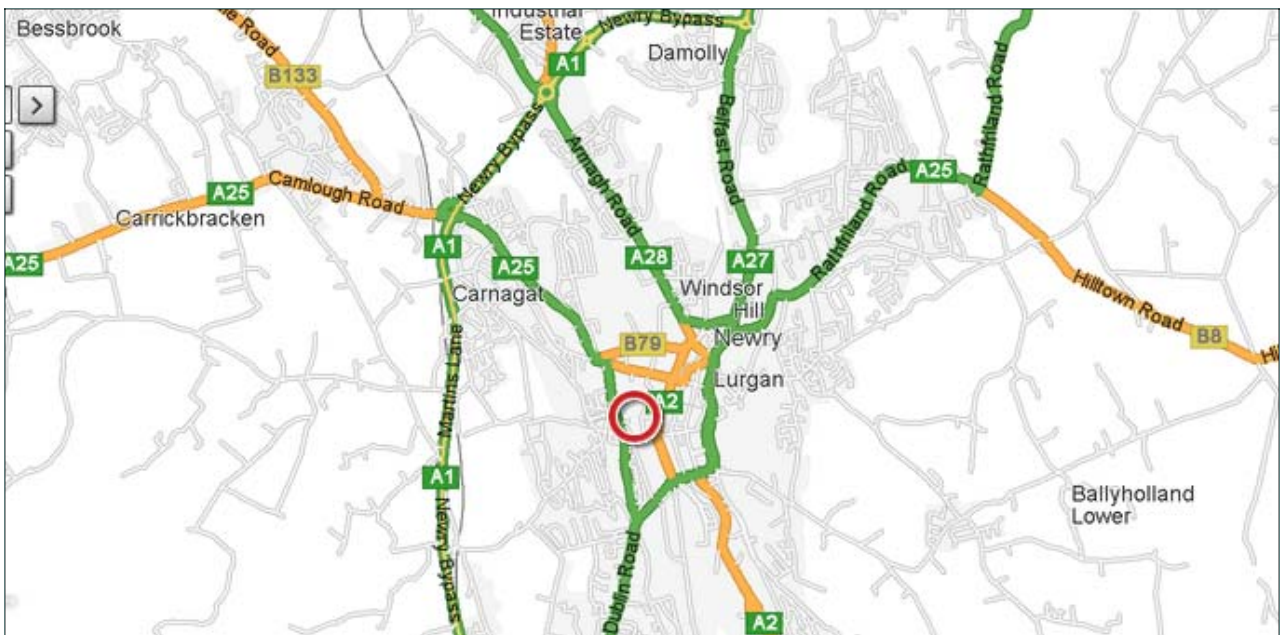 Bessbrook
Industrial
Estate
Newry Bypass
Damolly
A1
B133
Newry Bypass
Belfast Road
Rathfriland Road
Armagh Road
A25
Camlough Road
A25
Carrickbracken
A25
A1
A25
Carnagat
A28
A27
Rathfriland Road
Windsor
Hill
Newry
Hilltown Road
B8
B79
Lurgan
Martins Lane
A2
A1
Newry Bypass
Ballyholland
Lower
Dublin Road
A2